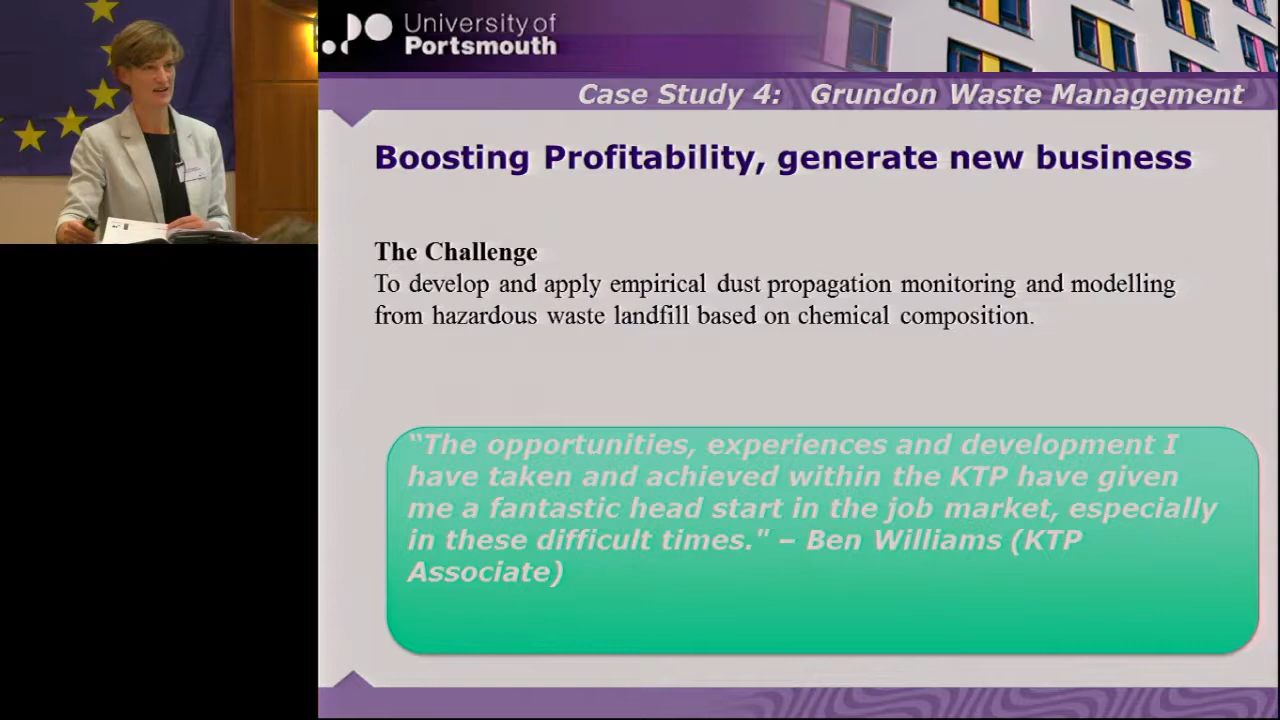 University of
Portsmouth
Case Study 4: Grundon Waste Management
Boosting Profitability, generate new business
The Challenge
To develop and apply empirical dust propagation monitoring and modelling
from hazardous waste landfill based on chemical composition.
"The opportunities, experiences and development I
have taken and achieved within the KTP have given
me a fantastic head start in the job market, especially
in these difficult times." – Ben Williams (KTP
Associate)